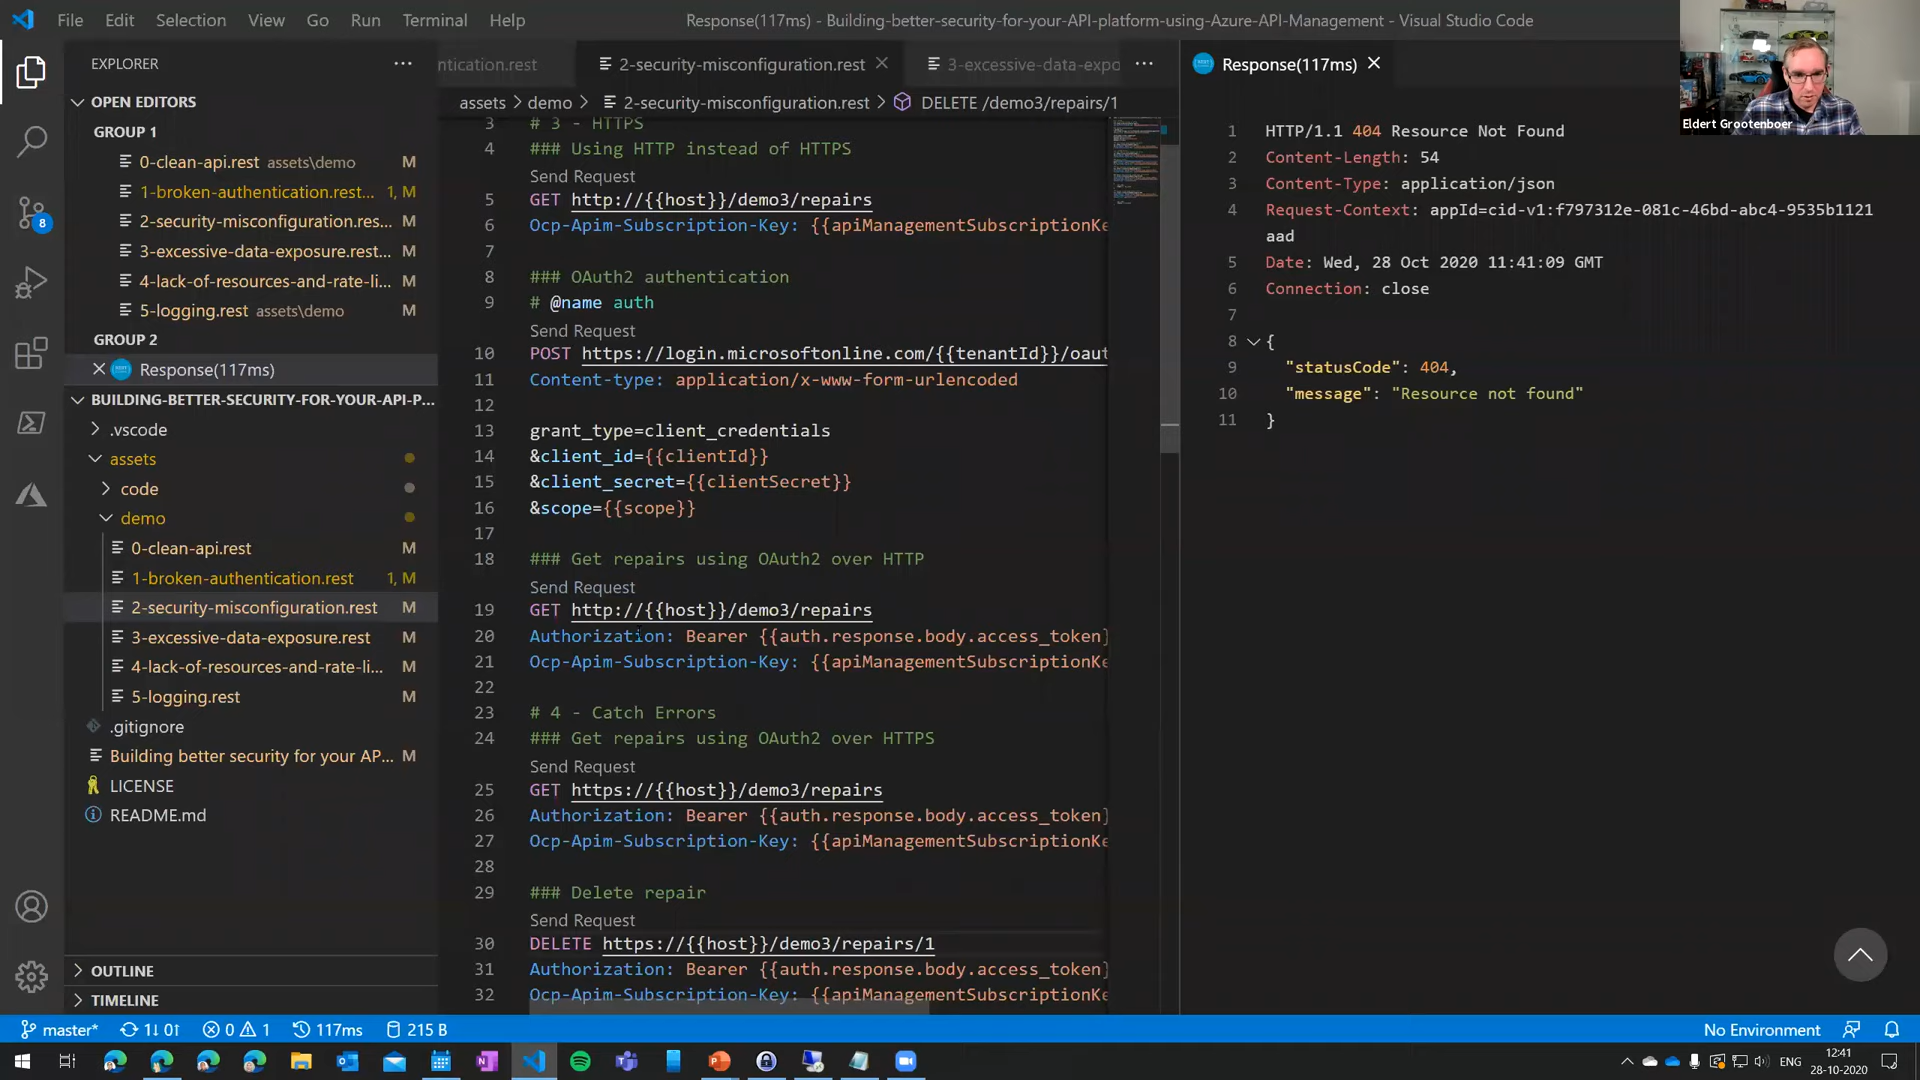 File Edit Selection View Go Run Terminal Help
Response(117ms) - Building-better-security-for-your-API-platform-using-Azure-API-Management - Visual Studio Code
Eldert Grootenboer
EXPLORER
OPEN EDITORS
GROUP 1
0-clean-api.rest assets\demo M
1-broken-authentication.rest... 1, M
2-security-misconfiguration.res... M
3-excessive-data-exposure.rest... M
4-lack-of-resources-and-rate-li... M
5-logging.rest assets\demo M
GROUP 2
Response(117ms)
BUILDING-BETTER-SECURITY-FOR-YOUR-API-P...
.vscode
assets
code
demo
0-clean-api.rest M
1-broken-authentication.rest 1, M
2-security-misconfiguration.rest M
3-excessive-data-exposure.rest M
4-lack-of-resources-and-rate-li... M
5-logging.rest M
.gitignore
Building better security for your AP... M
LICENSE
README.md
OUTLINE
TIMELINE
8
ntication.rest 2-security-misconfiguration.rest 3-excessive-data-expo
assets > demo > 2-security-misconfiguration.rest > DELETE /demo3/repairs/1
3 # 3 - HTTPS
4 ### Using HTTP instead of HTTPS
Send Request
5 GET http://{{host}}/demo3/repairs
6 Ocp-Apim-Subscription-Key: {{apiManagementSubscriptionKe
7
8 ### OAuth2 authentication
9 # @name auth
Send Request
10 POST https://login.microsoftonline.com/{{tenantId}}/oaut
11 Content-type: application/x-www-form-urlencoded
12
13 grant_type=client_credentials
14 &client_id={{clientId}}
15 &client_secret={{clientSecret}}
16 &scope={{scope}}
17
18 ### Get repairs using OAuth2 over HTTP
Send Request
19 GET http://{{host}}/demo3/repairs
20 Authorization: Bearer {{auth.response.body.access_token}
21 Ocp-Apim-Subscription-Key: {{apiManagementSubscriptionKe
22
23 # 4 - Catch Errors
24 ### Get repairs using OAuth2 over HTTPS
Send Request
25 GET https://{{host}}/demo3/repairs
26 Authorization: Bearer {{auth.response.body.access_token}
27 Ocp-Apim-Subscription-Key: {{apiManagementSubscriptionKe
28
29 ### Delete repair
Send Request
30 DELETE https://{{host}}/demo3/repairs/1
31 Authorization: Bearer {{auth.response.body.access_token}
32 Ocp-Apim-Subscription-Key: {{apiManagementSubscriptionKe
Response(117ms)
1 HTTP/1.1 404 Resource Not Found
2 Content-Length: 54
3 Content-Type: application/json
4 Request-Context: appId=cid-v1:f797312e-081c-46bd-abc4-9535b1121
aad
5 Date: Wed, 28 Oct 2020 11:41:09 GMT
6 Connection: close
7
8 {
9 "statusCode": 404,
10 "message": "Resource not found"
11 }
master* 1↓ 0↑ 0 1 117ms 215 B No Environment
ENG 12:41
28-10-2020